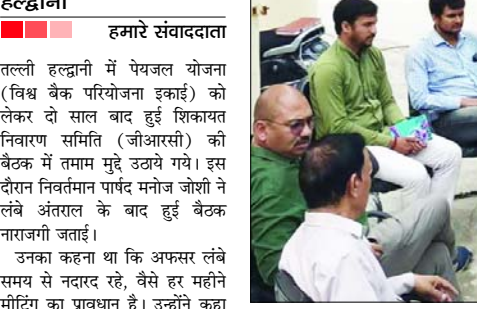 हल्द्वानी
हमारे संवाददाता
तल्ली हल्द्वानी में पेयजल योजना
(विश्व बैक परियोजना इकाई) को
लेकर दो साल बाद हुई शिकायत
निवारण समिति (जीआरसी) की
बैठक में तमाम मुद्दे उठाये गये। इस
दौरान निवर्तमान पार्षद मनोज जोशी ने
लंबे अंतराल के बाद हुई बैठक
नाराजगी जताई।
उनका कहना था कि अफसर लंबे
समय से नदारद रहे, वैसे हर महीने
मीटिंग का प्रावधान है। उन्होंने कहा